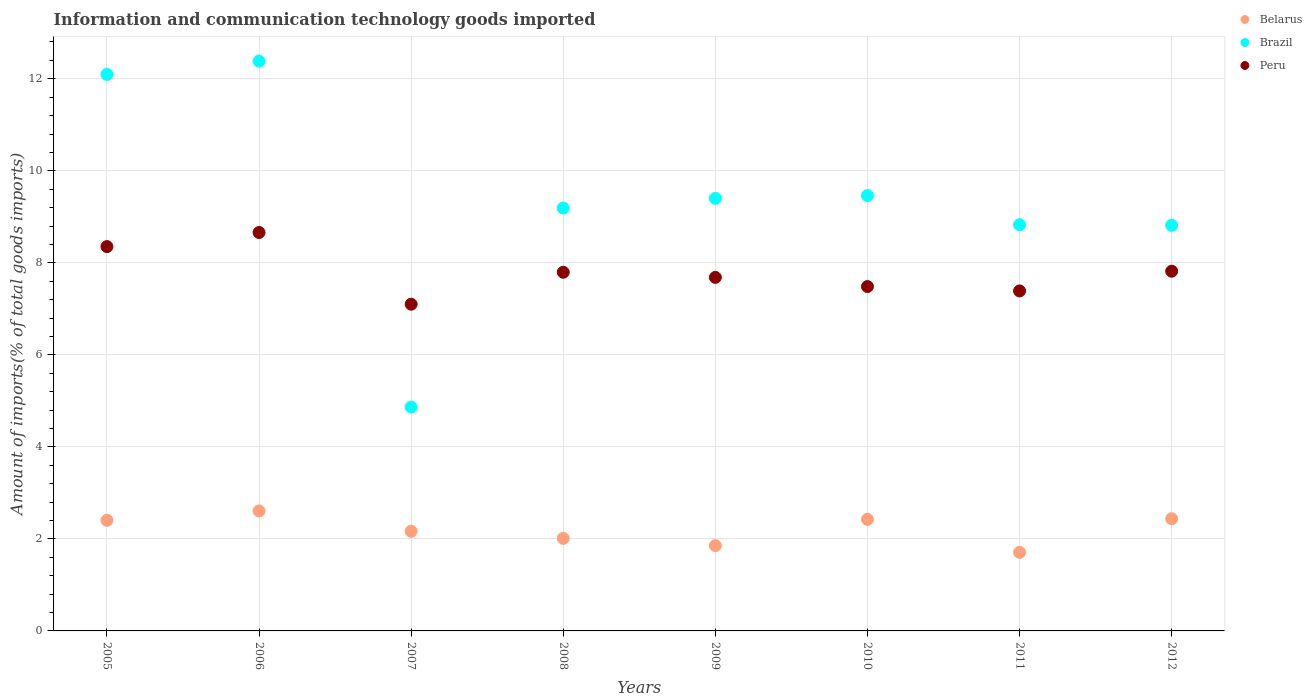 Information and communication technology goods imported
Belarus
Brazil
Peru
Amount of imports(% of total goods imports)
12
10
8
6
4
2
0
2005
2006
2007
2008
2009
2010
2011
2012
Years